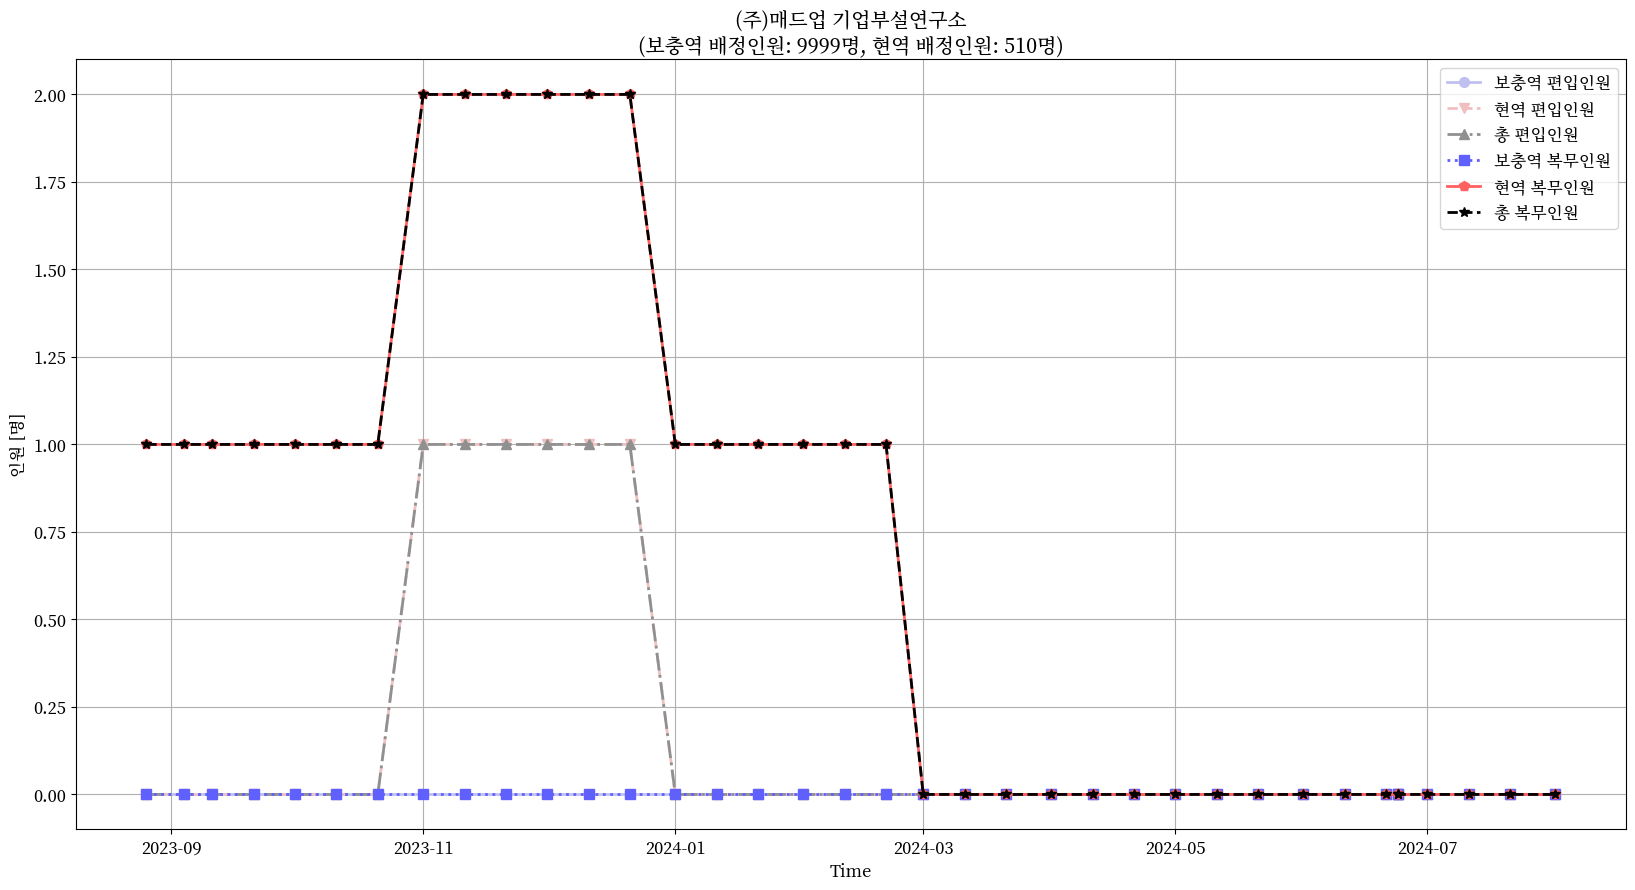 (주)매드업 기업부설연구소
(보충역 배정인원: 9999명, 현역 배정인원: 510명)
보충역 편입인원
현역 편입인원
총 편입인원
보충역 복무인원
현역 복무인원
총 복무인원
인원 [명]
2.00
1.75
1.50
1.25
1.00
0.75
0.50
0.25
0.00
2023-09
2023-11
2024-01
2024-03
2024-05
2024-07
Time